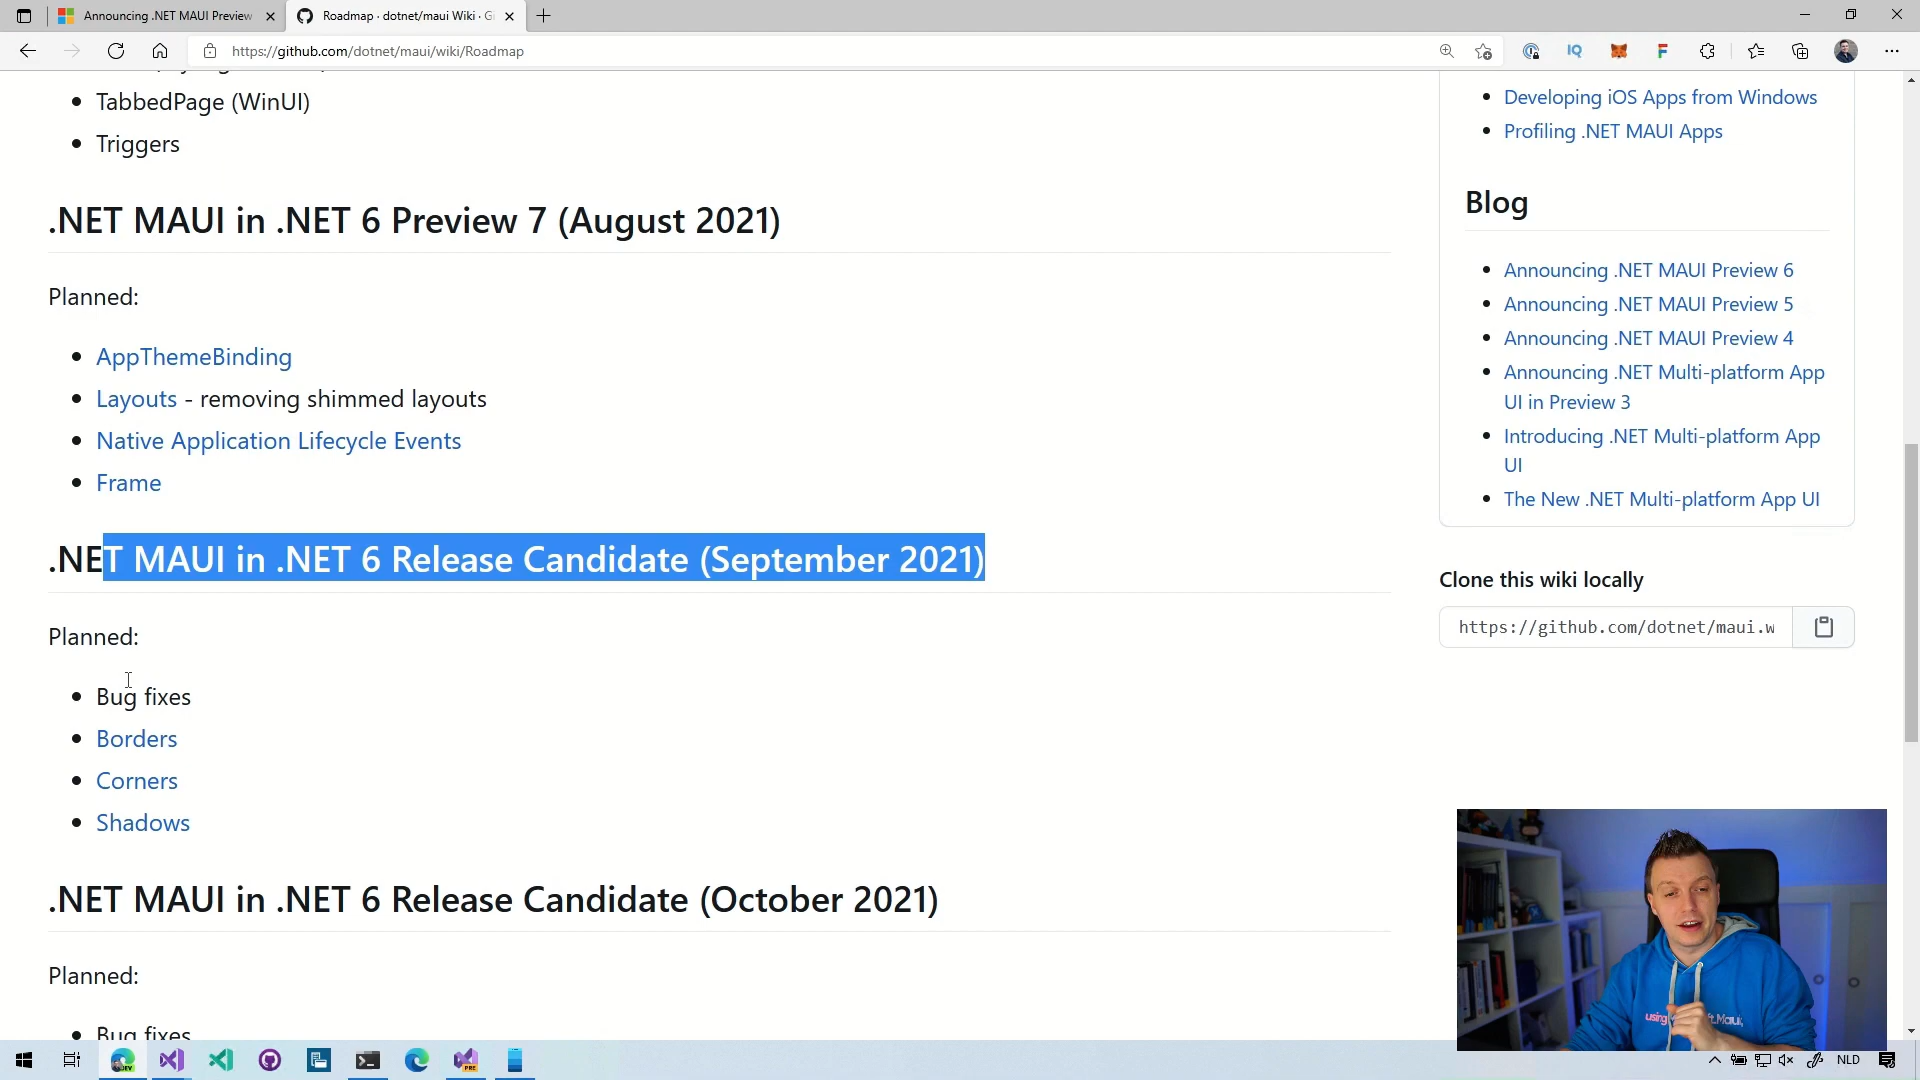 Announcing .NET MAUI Preview
Roadmap · dotnet/maui Wiki · Gi
https://github.com/dotnet/maui/wiki/Roadmap
TabbedPage (WinUI)
Triggers
.NET MAUI in .NET 6 Preview 7 (August 2021)
Planned:
AppThemeBinding
Layouts - removing shimmed layouts
Native Application Lifecycle Events
Frame
.NET MAUI in .NET 6 Release Candidate (September 2021)
Planned:
Bug fixes
Borders
Corners
Shadows
.NET MAUI in .NET 6 Release Candidate (October 2021)
Planned:
Bug fixes
Developing iOS Apps from Windows
Profiling .NET MAUI Apps
Blog
Announcing .NET MAUI Preview 6
Announcing .NET MAUI Preview 5
Announcing .NET MAUI Preview 4
Announcing .NET Multi-platform App
UI in Preview 3
Introducing .NET Multi-platform App
UI
The New .NET Multi-platform App UI
Clone this wiki locally
https://github.com/dotnet/maui.w
using
NLD